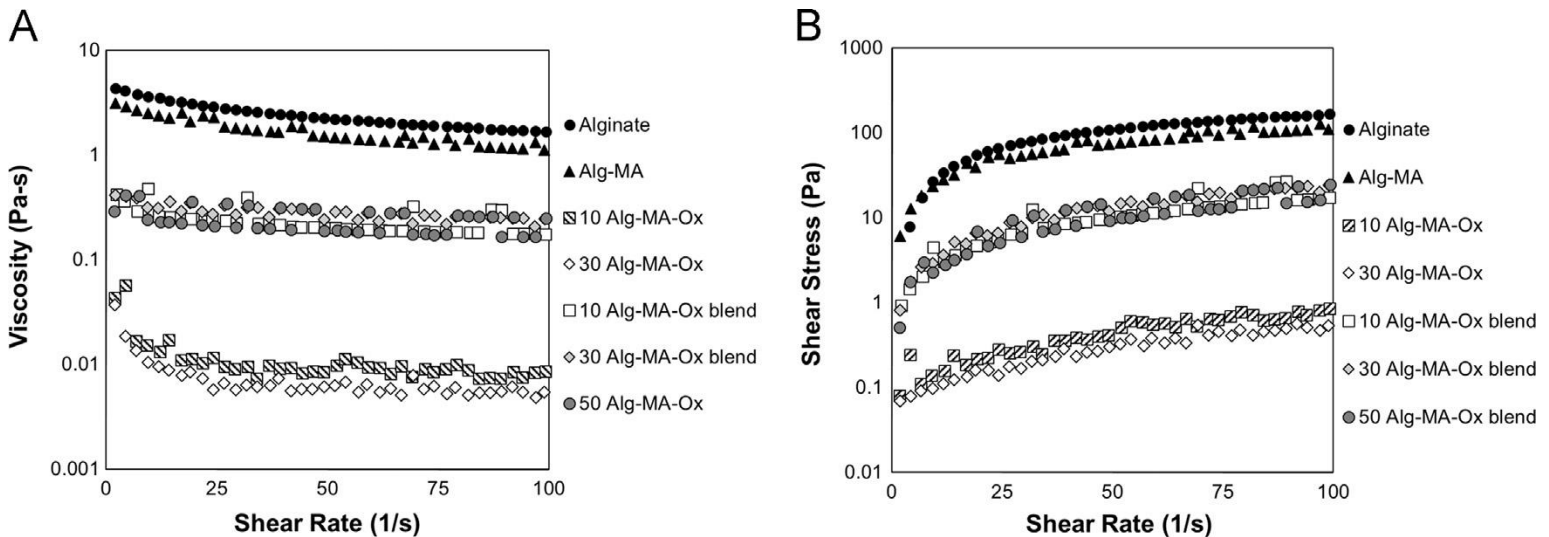 A
Viscosity (Pa-s)
10
1
0.1
0.01
0.001
0
25
50
75
100
Shear Rate (1/s)
Alginate
Alg-MA
10 Alg-MA-Ox
30 Alg-MA-Ox
10 Alg-MA-Ox blend
30 Alg-MA-Ox blend
50 Alg-MA-Ox
B
Shear Stress (Pa)
1000
100
10
1
0.1
0.01
0
25
50
75
100
Shear Rate (1/s)
Alginate
Alg-MA
10 Alg-MA-Ox
30 Alg-MA-Ox
10 Alg-MA-Ox blend
30 Alg-MA-Ox blend
50 Alg-MA-Ox blend